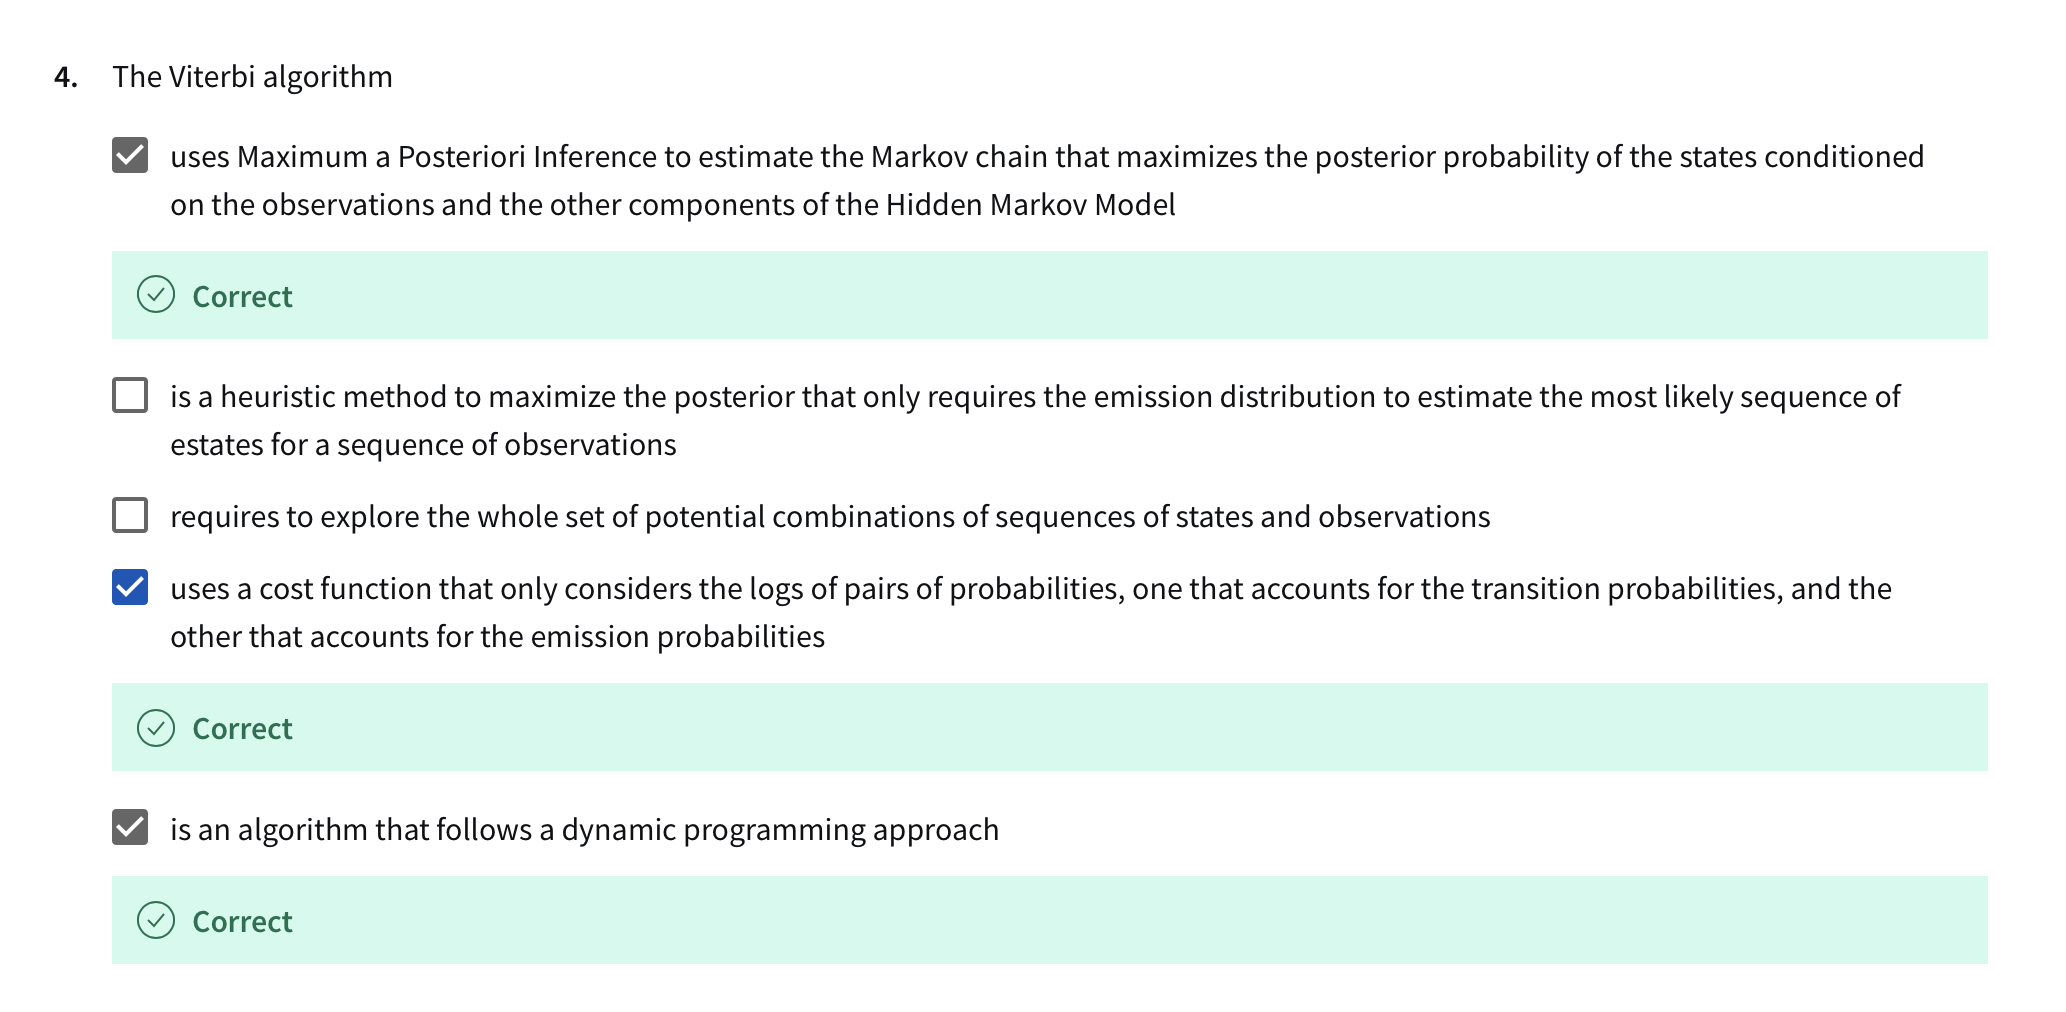 4. The Viterbi algorithm
uses Maximum a Posteriori Inference to estimate the Markov chain that maximizes the posterior probability of the states conditioned
on the observations and the other components of the Hidden Markov Model
Correct
is a heuristic method to maximize the posterior that only requires the emission distribution to estimate the most likely sequence of
estates for a sequence of observations
requires to explore the whole set of potential combinations of sequences of states and observations
uses a cost function that only considers the logs of pairs of probabilities, one that accounts for the transition probabilities, and the
other that accounts for the emission probabilities
Correct
is an algorithm that follows a dynamic programming approach
Correct